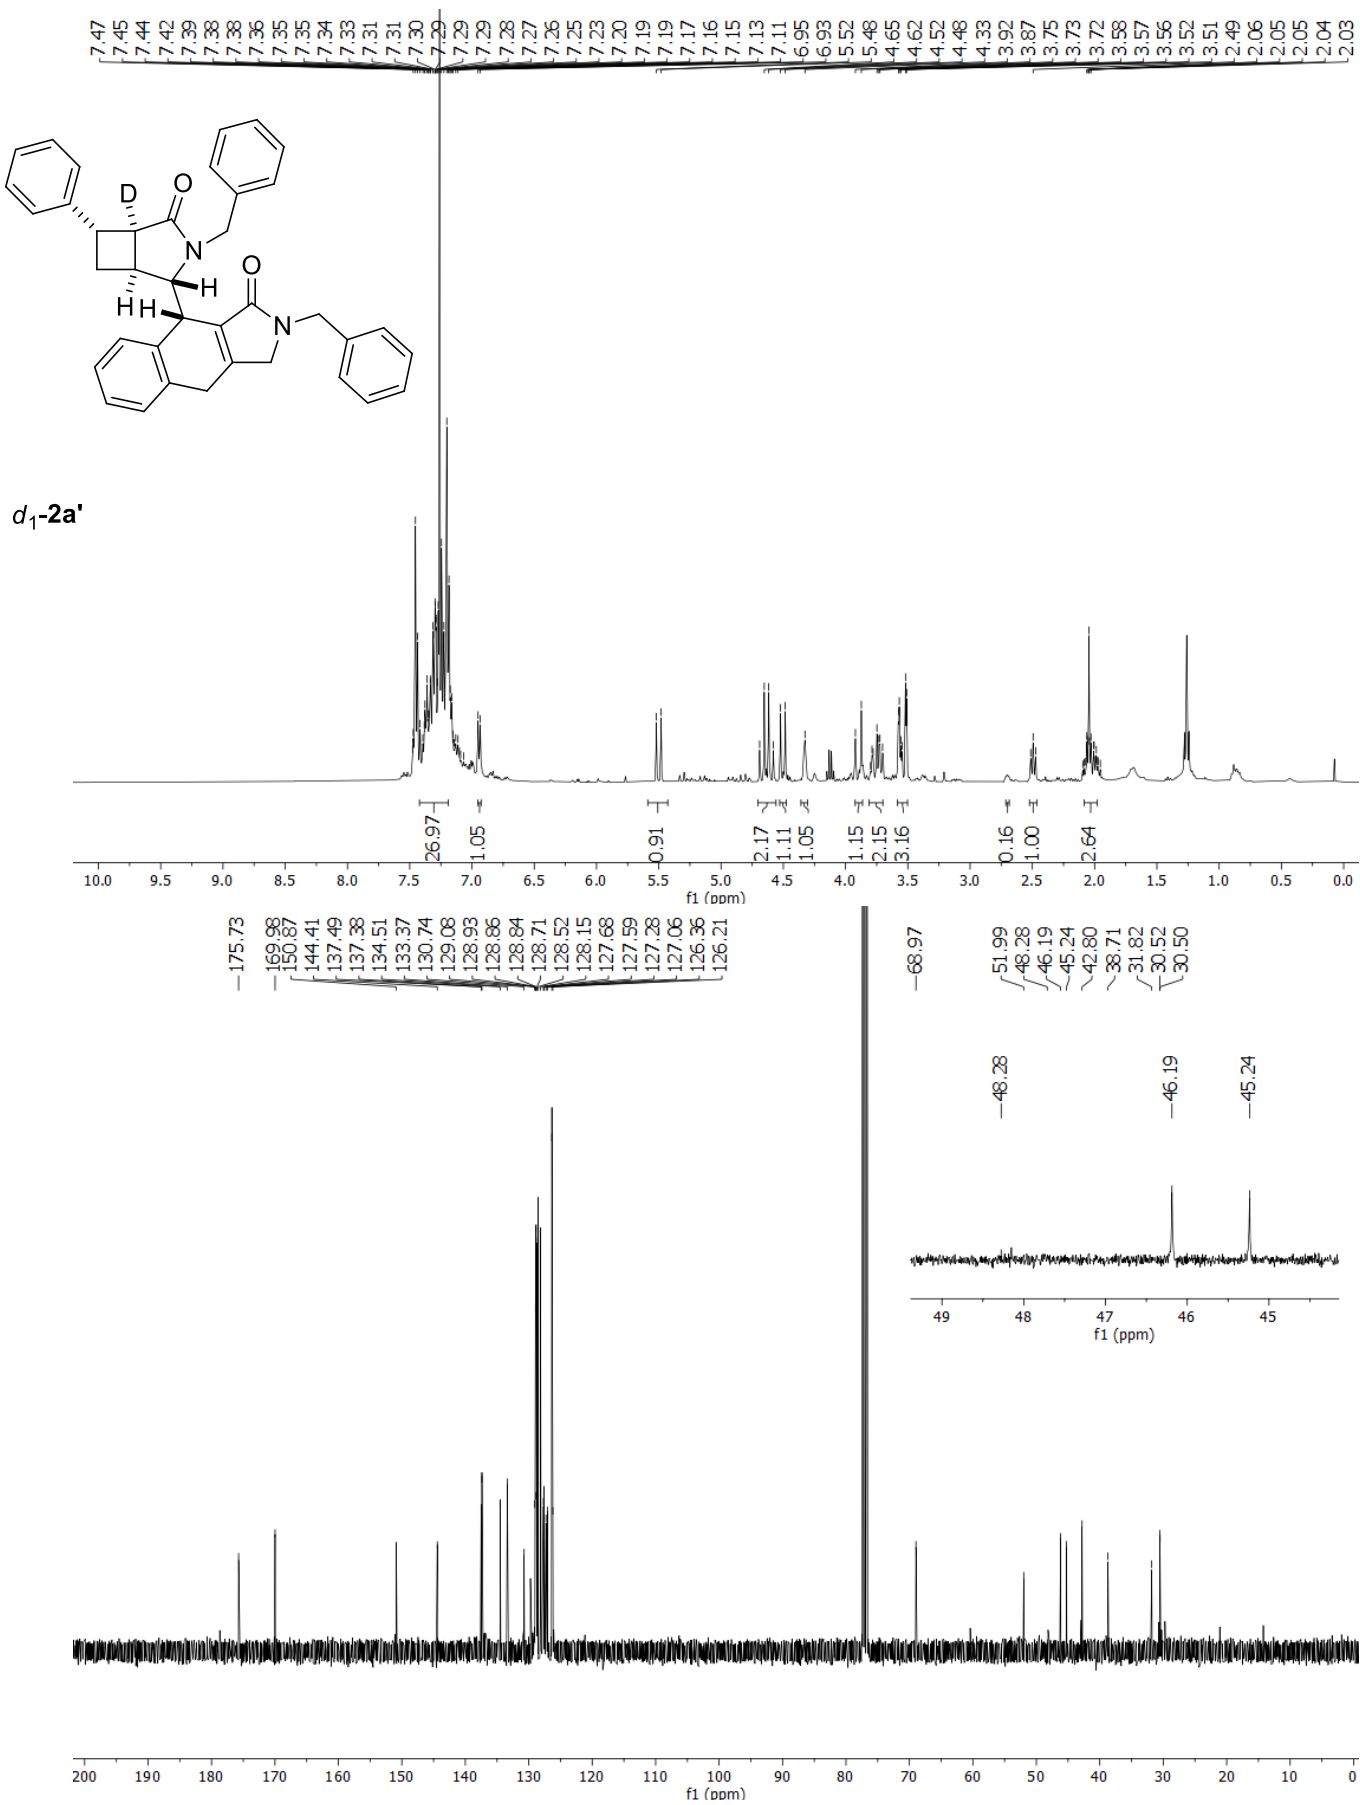 7.47 7.45 7.44 7.42 7.39 7.38 7.38 7.36 7.35 7.35 7.34 7.33 7.31 7.31 7.30 7.29 7.29 7.29 7.28 7.27 7.26 7.25 7.23 7.20 7.19 7.19 7.17 7.16 7.15 7.13 7.11 6.95 6.93 5.52 5.48 4.65 4.62 4.52 4.48 4.33 3.92 3.87 3.75 3.73 3.72 3.58 3.57 3.56 3.52 3.51 2.49 2.06 2.05 2.05 2.04 2.03
D O
N
O
H
H H
N
d1-2a'
26.97 1.05 0.91 2.17 1.11 1.05 1.15 2.15 3.16 0.16 1.00 2.64
10.0 9.5 9.0 8.5 8.0 7.5 7.0 6.5 6.0 5.5 5.0 4.5 4.0 3.5 3.0 2.5 2.0 1.5 1.0 0.5 0.0
f1 (ppm)
175.73 169.98 150.87 144.41 137.49 137.38 134.51 133.37 130.74 129.08 128.93 128.86 128.84 128.71 128.52 128.15 127.68 127.59 127.28 127.06 126.36 126.21 68.97 51.99 48.28 46.19 45.24 42.80 38.71 31.82 30.52 30.50
48.28 46.19 45.24
49 48 47 46 45
f1 (ppm)
200 190 180 170 160 150 140 130 120 110 100 90 80 70 60 50 40 30 20 10 0
f1 (ppm)